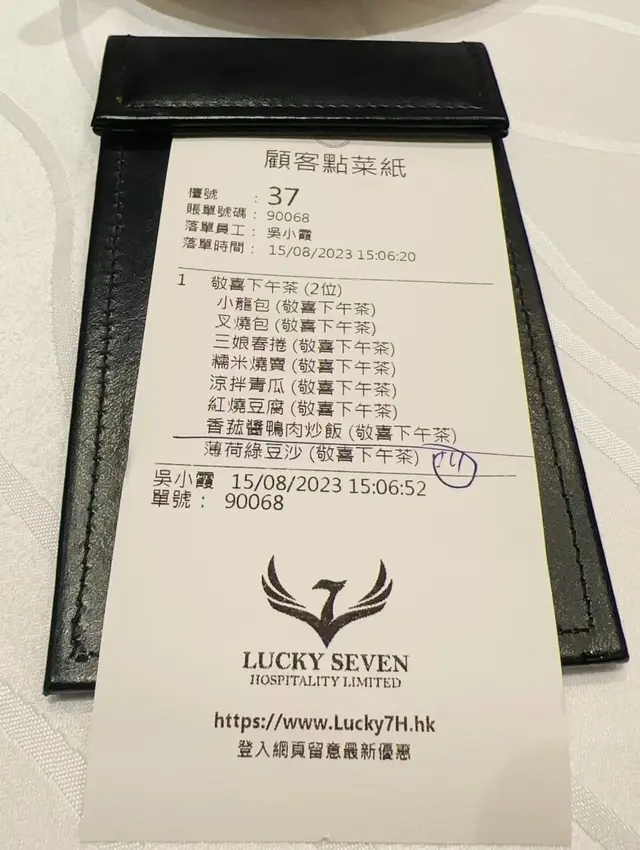 顧客點菜紙
檯號 : 37
賬單號碼 : 90068
落單員工 : 吳小霞
落單時間 : 15/08/2023 15:06:20
1 敬喜下午茶 (2位)
小龍包 (敬喜下午茶)
叉燒包 (敬喜下午茶)
三娘春捲 (敬喜下午茶)
糯米燒賣 (敬喜下午茶)
涼拌青瓜 (敬喜下午茶)
紅燒豆腐 (敬喜下午茶)
香菇醬鴨肉炒飯 (敬喜下午茶)
薄荷綠豆沙 (敬喜下午茶)
吳小霞 15/08/2023 15:06:52
單號 : 90068
LUCKY SEVEN
HOSPITALITY LIMITED
https://www.Lucky7H.hk
登入網頁留意最新優惠